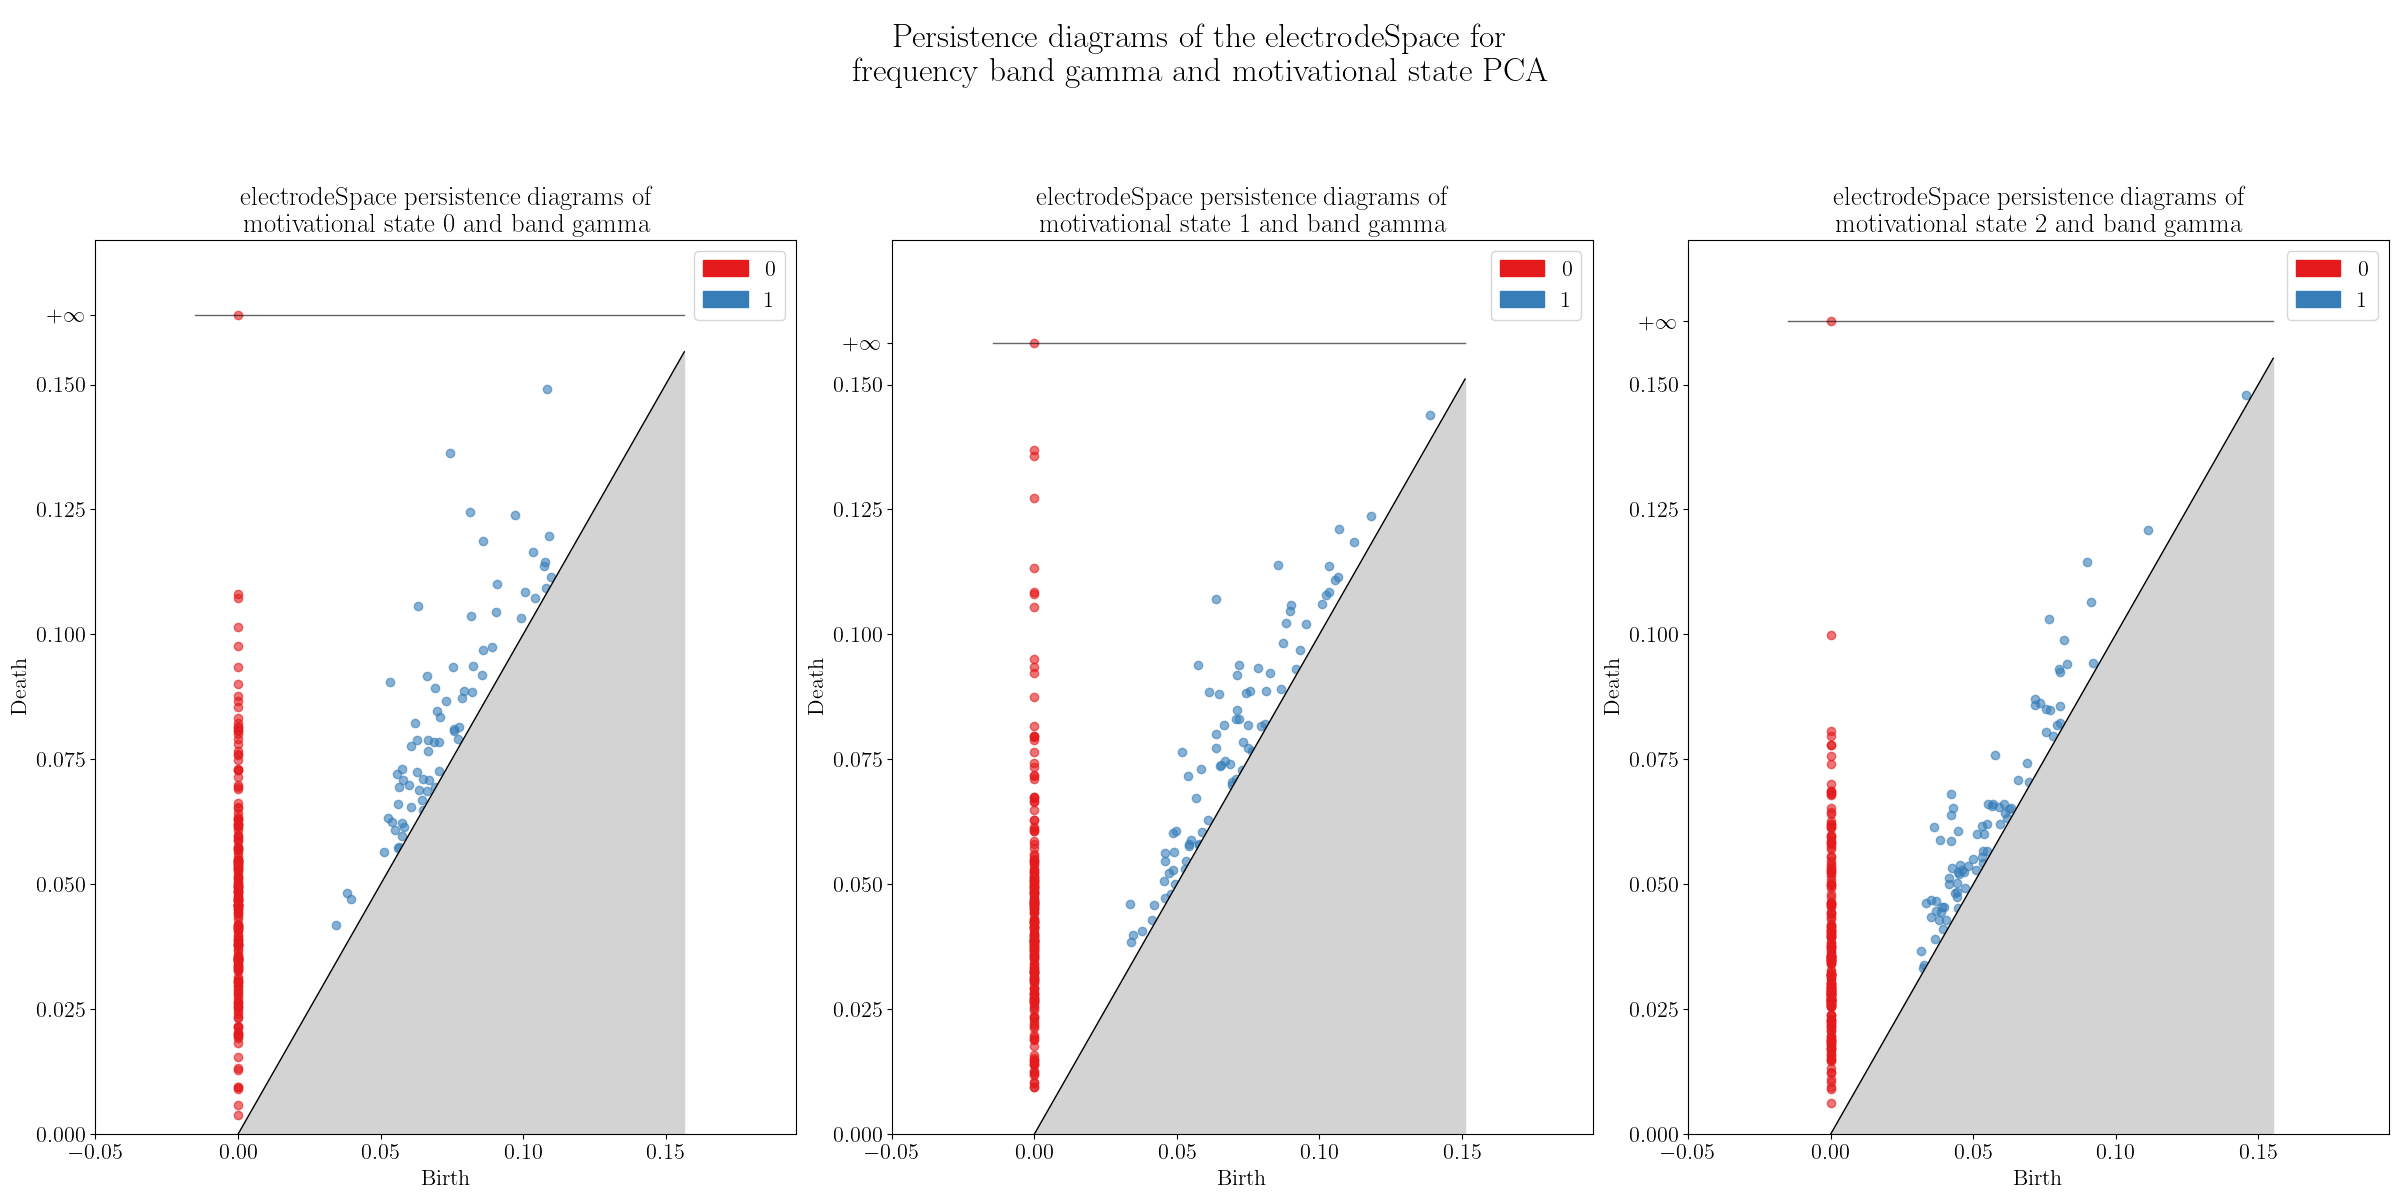 Persistence diagrams of the electrodeSpace for
frequency band gamma and motivational state PCA
electrodeSpace persistence diagrams of
motivational state 0 and band gamma
0
1
+∞
0.150
0.125
0.100
0.075
0.050
0.025
0.000
Death
−0.05 0.00 0.05 0.10 0.15
Birth
electrodeSpace persistence diagrams of
motivational state 1 and band gamma
0
1
+∞
0.150
0.125
0.100
0.075
0.050
0.025
0.000
Death
−0.05 0.00 0.05 0.10 0.15
Birth
electrodeSpace persistence diagrams of
motivational state 2 and band gamma
0
1
+∞
0.150
0.125
0.100
0.075
0.050
0.025
0.000
Death
−0.05 0.00 0.05 0.10 0.15
Birth